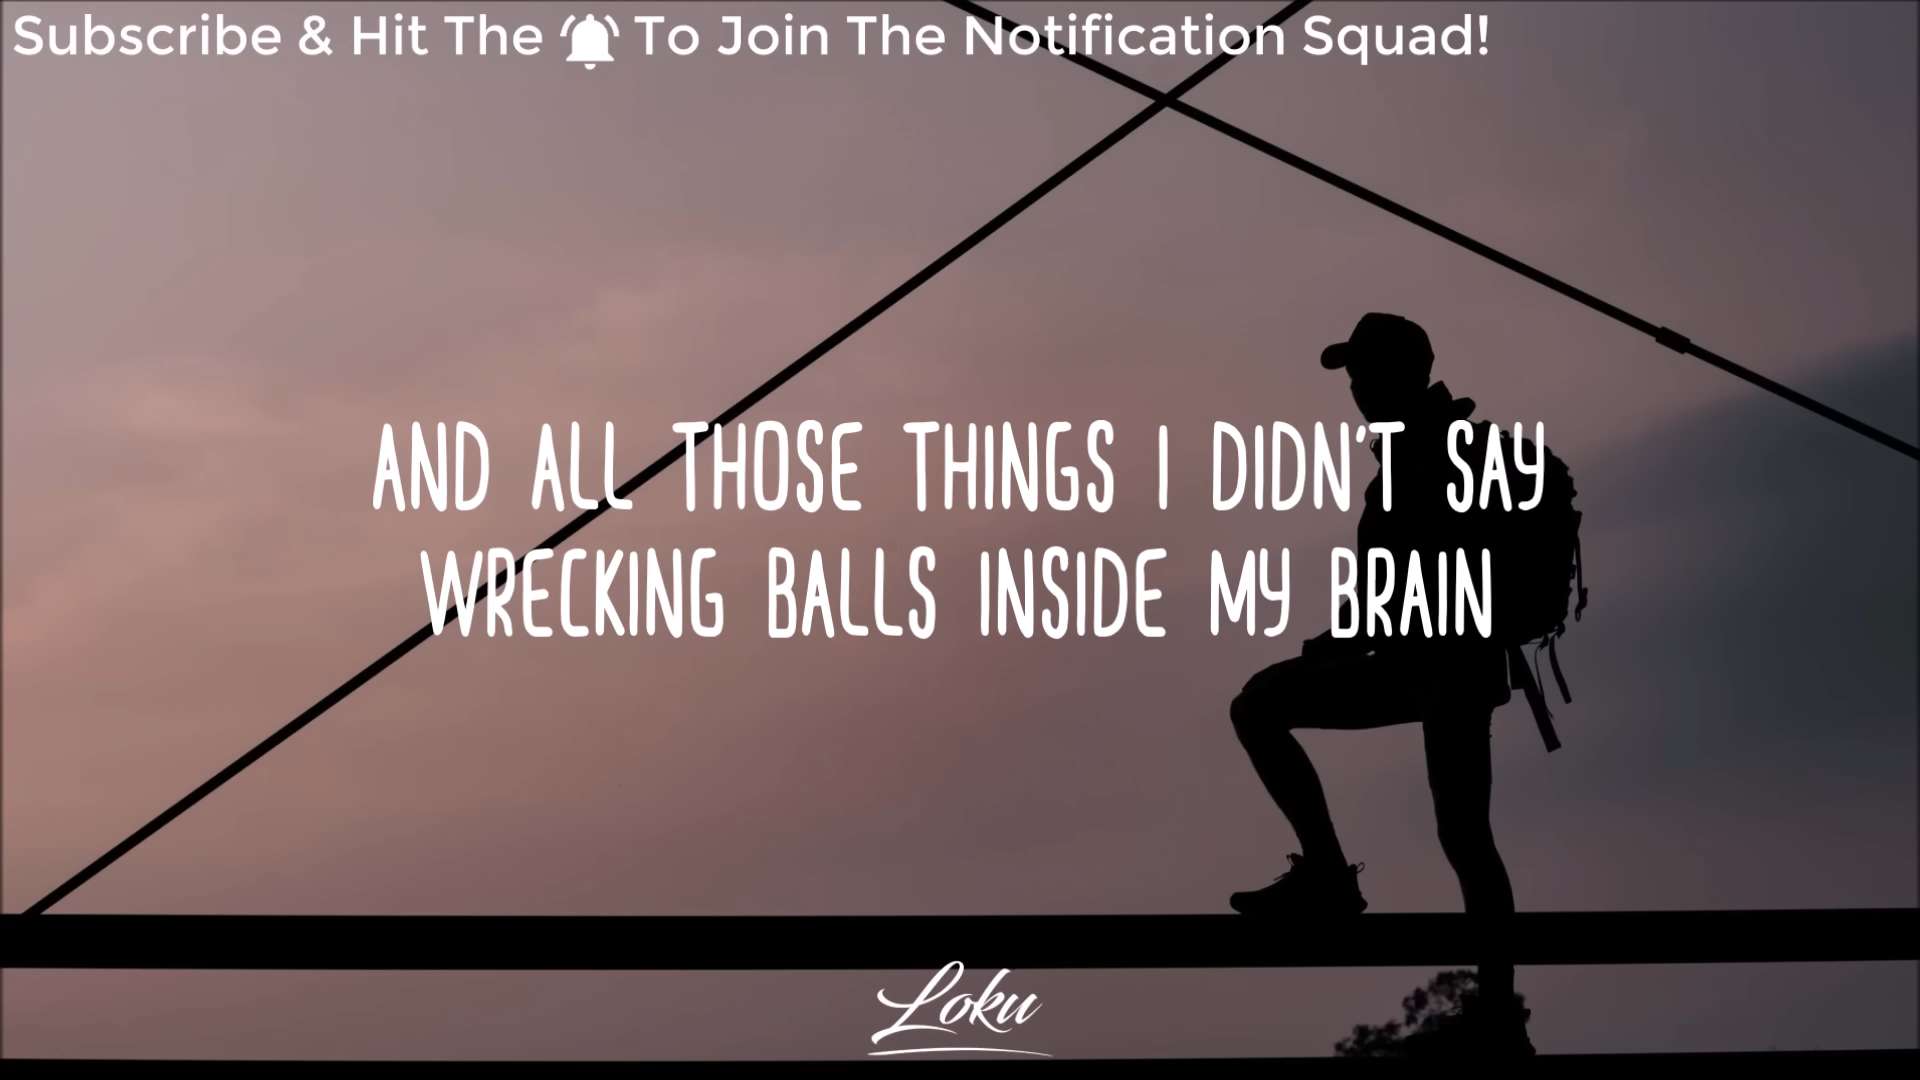 Subscribe & Hit The 🔔 To Join The Notification Squad!
AND ALL THOSE THINGS I DIDN'T SAY
WRECKING BALLS INSIDE MY BRAIN
Loku